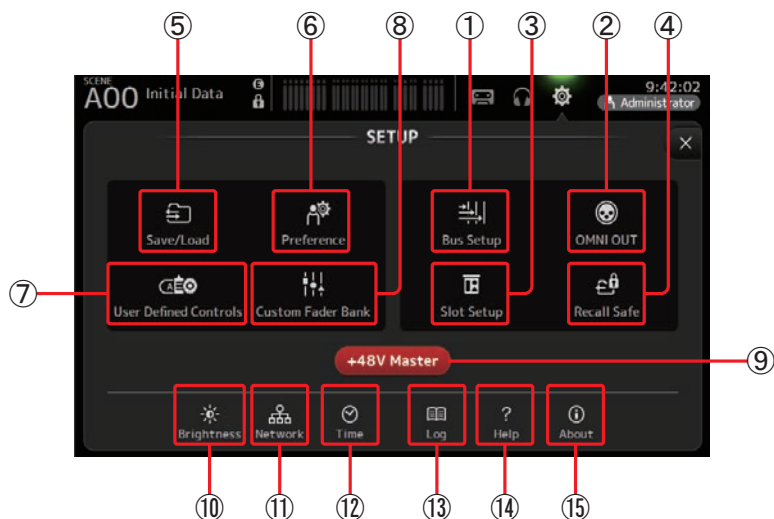 ⑤ ⑥ ⑧ ① ② ③ ④
SCENE
A00 Initial Data E 9:42:02
Administrator
SETUP ×
Save/Load Preference Bus Setup OMNI OUT
⑦ User Defined Controls Custom Fader Bank Slot Setup Recall Safe
+48V Master ⑨
Brightness Network Time Log ? Help About
⑩ ⑪ ⑫ ⑬ ⑭ ⑮